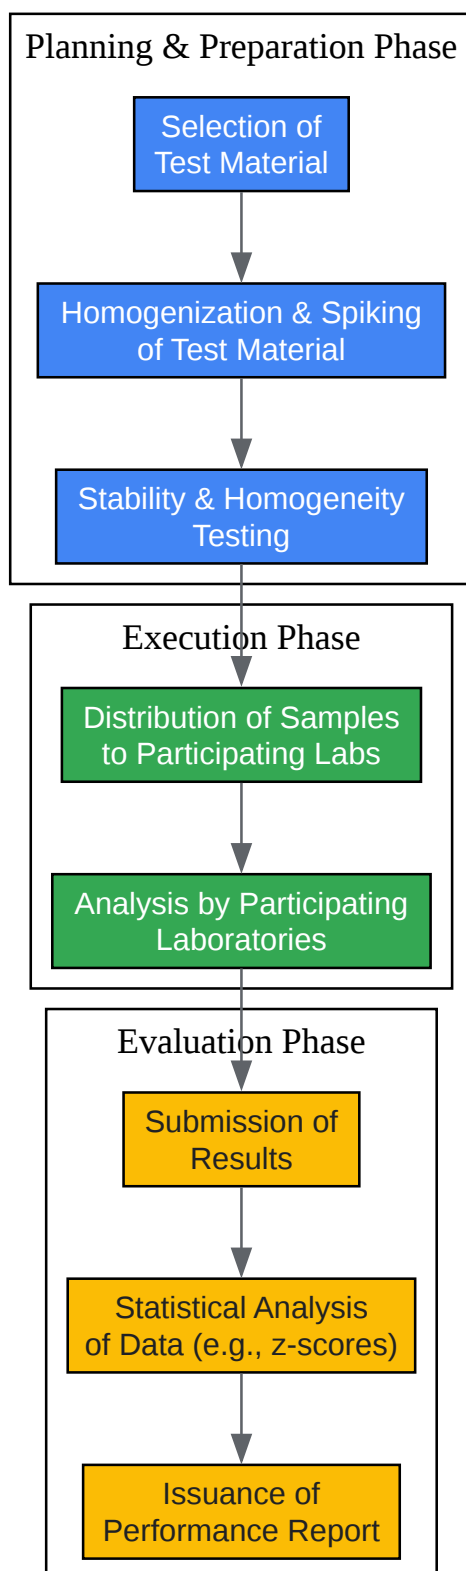 Planning & Preparation Phase
Selection of
Test Material
Homogenization & Spiking
of Test Material
Stability & Homogeneity
Testing
Execution Phase
Distribution of Samples
to Participating Labs
Analysis by Participating
Laboratories
Evaluation Phase
Submission of
Results
Statistical Analysis
of Data (e.g., z-scores)
Issuance of
Performance Report